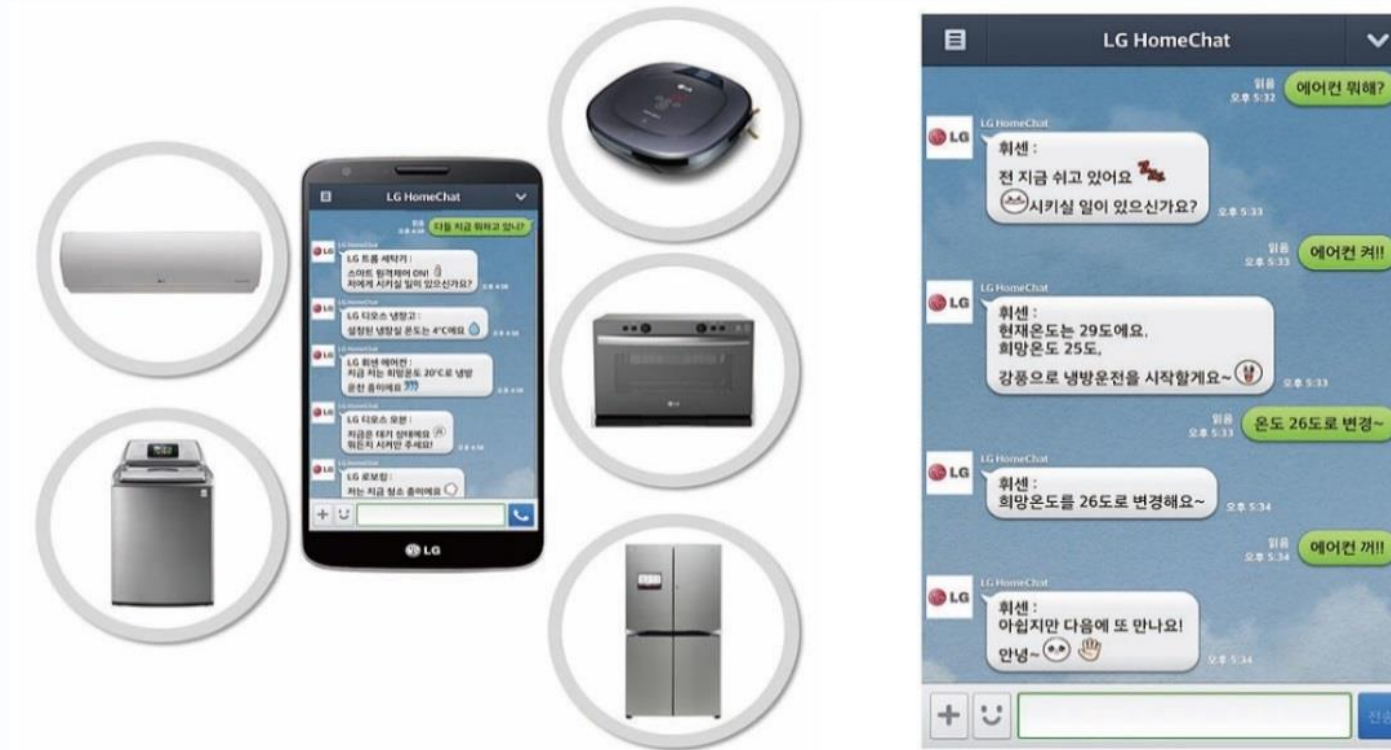 LG HomeChat
다들 지금 뭐하고 있니?
LG HomeChat
LG 트롬 세탁기 :
스마트 원격제어 ON!
저에게 시키실 일이 있으신가요?
LG HomeChat
LG 디오스 냉장고 :
설정된 냉장실 온도는 4°C에요
LG HomeChat
LG 휘센 에어컨 :
지금 저는 희망온도 20°C로 냉방
운전 중이에요
LG HomeChat
LG 디오스 오븐 :
지금은 대기 상태에요
뭐든지 시켜만 주세요!
LG HomeChat
LG 로보킹 :
저는 지금 청소 중이에요
LG
LG HomeChat
읽음
오후 5:32
에어컨 뭐해?
LG HomeChat
LG
휘센 :
전 지금 쉬고 있어요
시키실 일이 있으신가요?
오후 5:33
읽음
오후 5:33
에어컨 켜!!
LG HomeChat
LG
휘센 :
현재온도는 29도에요.
희망온도 25도,
강풍으로 냉방운전을 시작할게요~
오후 5:33
읽음
오후 5:33
온도 26도로 변경~
LG HomeChat
LG
휘센 :
희망온도를 26도로 변경해요~
오후 5:34
읽음
오후 5:34
에어컨 꺼!!
LG HomeChat
LG
휘센 :
아쉽지만 다음에 또 만나요!
안녕~
오후 5:34
전송